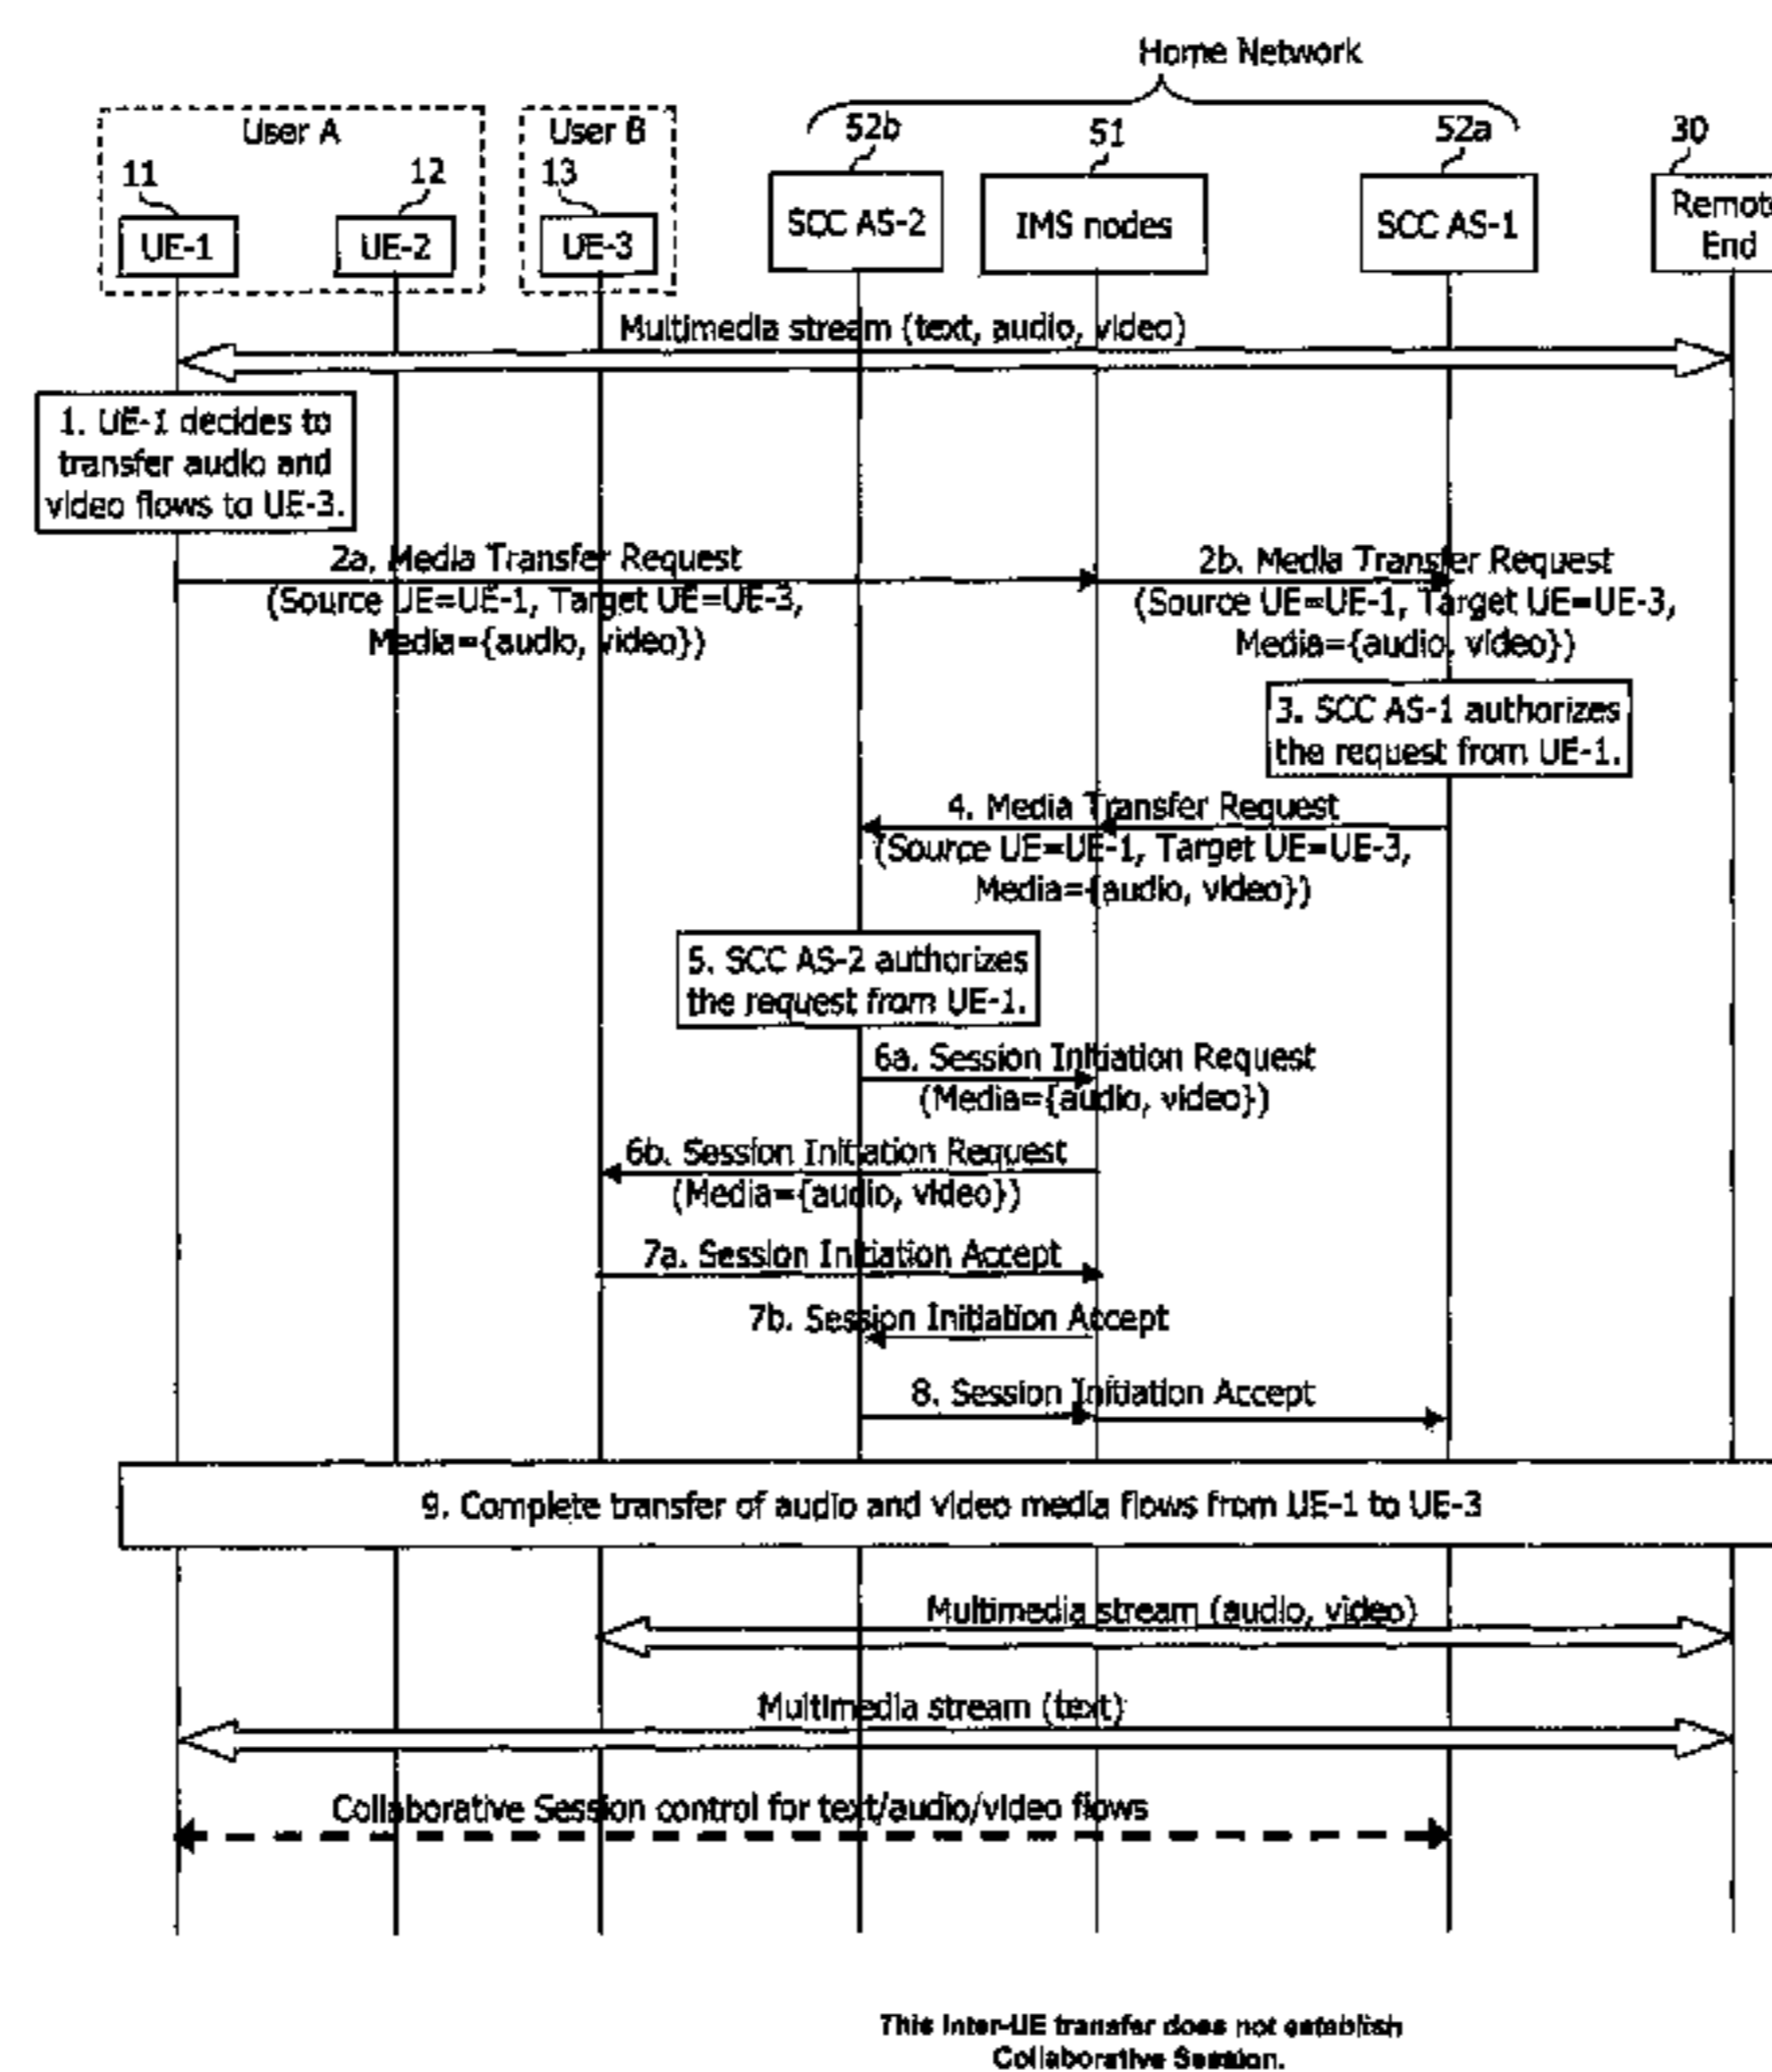 Home Network
User A
User B
52b
51
52a
30
11
12
13
UE-1
UE-2
UE-3
SCC AS-2
IMS nodes
SCC AS-1
Remote
End
Multimedia stream (text, audio, video)
1. UE-1 decides to
transfer audio and
video flows to UE-3.
2a. Media Transfer Request
(Source UE=UE-1, Target UE=UE-3,
Media={audio, video})
2b. Media Transfer Request
(Source UE=UE-1, Target UE=UE-3,
Media={audio, video})
3. SCC AS-1 authorizes
the request from UE-1.
4. Media Transfer Request
(Source UE=UE-1, Target UE=UE-3,
Media={audio, video})
5. SCC AS-2 authorizes
the request from UE-1.
6a. Session Initiation Request
(Media={audio, video})
6b. Session Initiation Request
(Media={audio, video})
7a. Session Initiation Accept
7b. Session Initiation Accept
8. Session Initiation Accept
9. Complete transfer of audio and video media flows from UE-1 to UE-3
Multimedia stream (audio, video)
Multimedia stream (text)
Collaborative Session control for text/audio/video flows
This Inter-UE transfer does not establish
Collaborative Session.